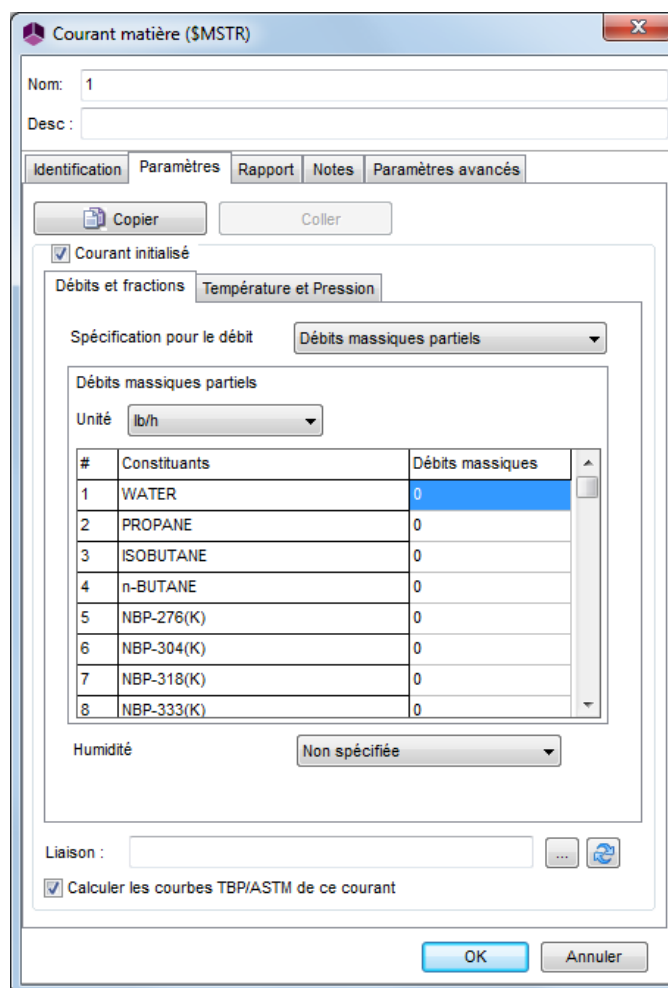 Courant matière ($MSTR)
Nom: 1
Desc :
Identification Paramètres Rapport Notes Paramètres avancés
Copier Coller
Courant initialisé
Débits et fractions Température et Pression
Spécification pour le débit Débits massiques partiels
Débits massiques partiels
Unité lb/h
# Constituants Débits massiques
1 WATER 0
2 PROPANE 0
3 ISOBUTANE 0
4 n-BUTANE 0
5 NBP-276(K) 0
6 NBP-304(K) 0
7 NBP-318(K) 0
8 NBP-333(K) 0
Humidité Non spécifiée
Liaison : ...
Calculer les courbes TBP/ASTM de ce courant
OK Annuler